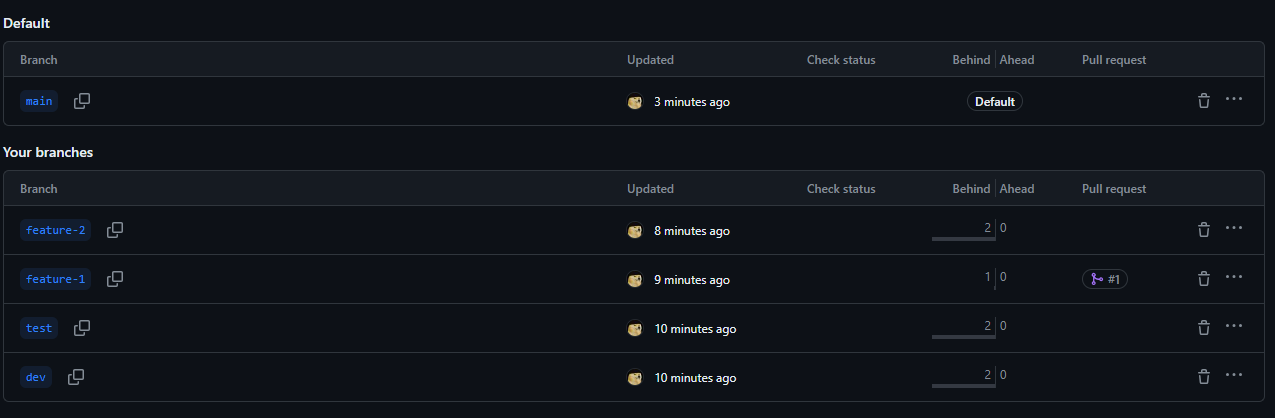 Default
Branch Updated Check status Behind Ahead Pull request
main 3 minutes ago Default
Your branches
Branch Updated Check status Behind Ahead Pull request
feature-2 8 minutes ago 2 0
feature-1 9 minutes ago 1 0 #1
test 10 minutes ago 2 0
dev 10 minutes ago 2 0